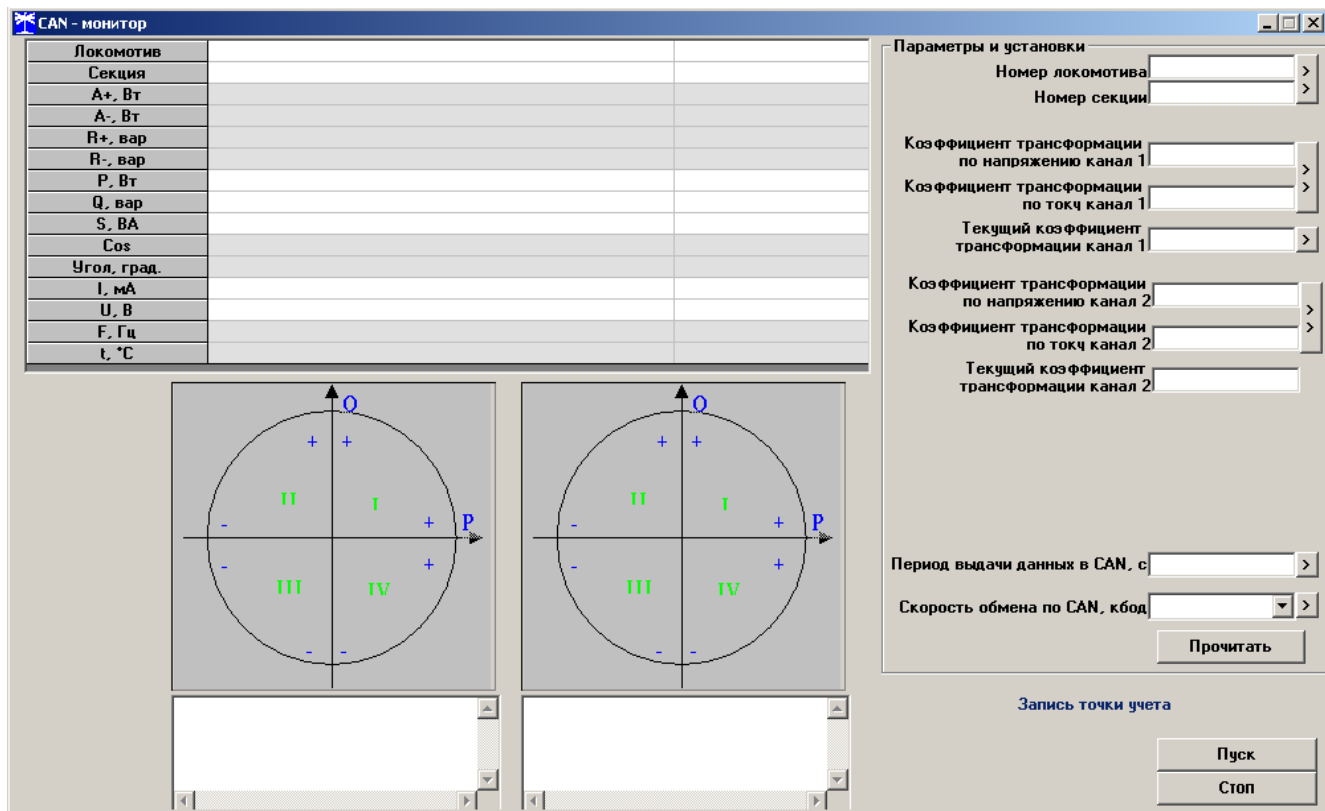 CAN - монитор
Локомотив
Секция
A+, Вт
A-, Вт
R+, вар
R-, вар
P, Вт
Q, вар
S, ВА
Cos
Угол, град.
I, мА
U, В
F, Гц
t, °C
Параметры и установки
Номер локомотива
>
Номер секции
>
Коэффициент трансформации
по напряжению канал 1
>
Коэффициент трансформации
>
по току канал 1
Текущий коэффициент
трансформации канал 1
>
Коэффициент трансформации
по напряжению канал 2
>
Коэффициент трансформации
>
по току канал 2
Текущий коэффициент
трансформации канал 2
Период выдачи данных в CAN, с
>
Скорость обмена по CAN, кбод
>
Прочитать
Запись точки учета
Пуск
Стоп
Q
+ +
II I
- + P
- +
III IV
- -
Q
+ +
II I
- + P
- +
III IV
- -